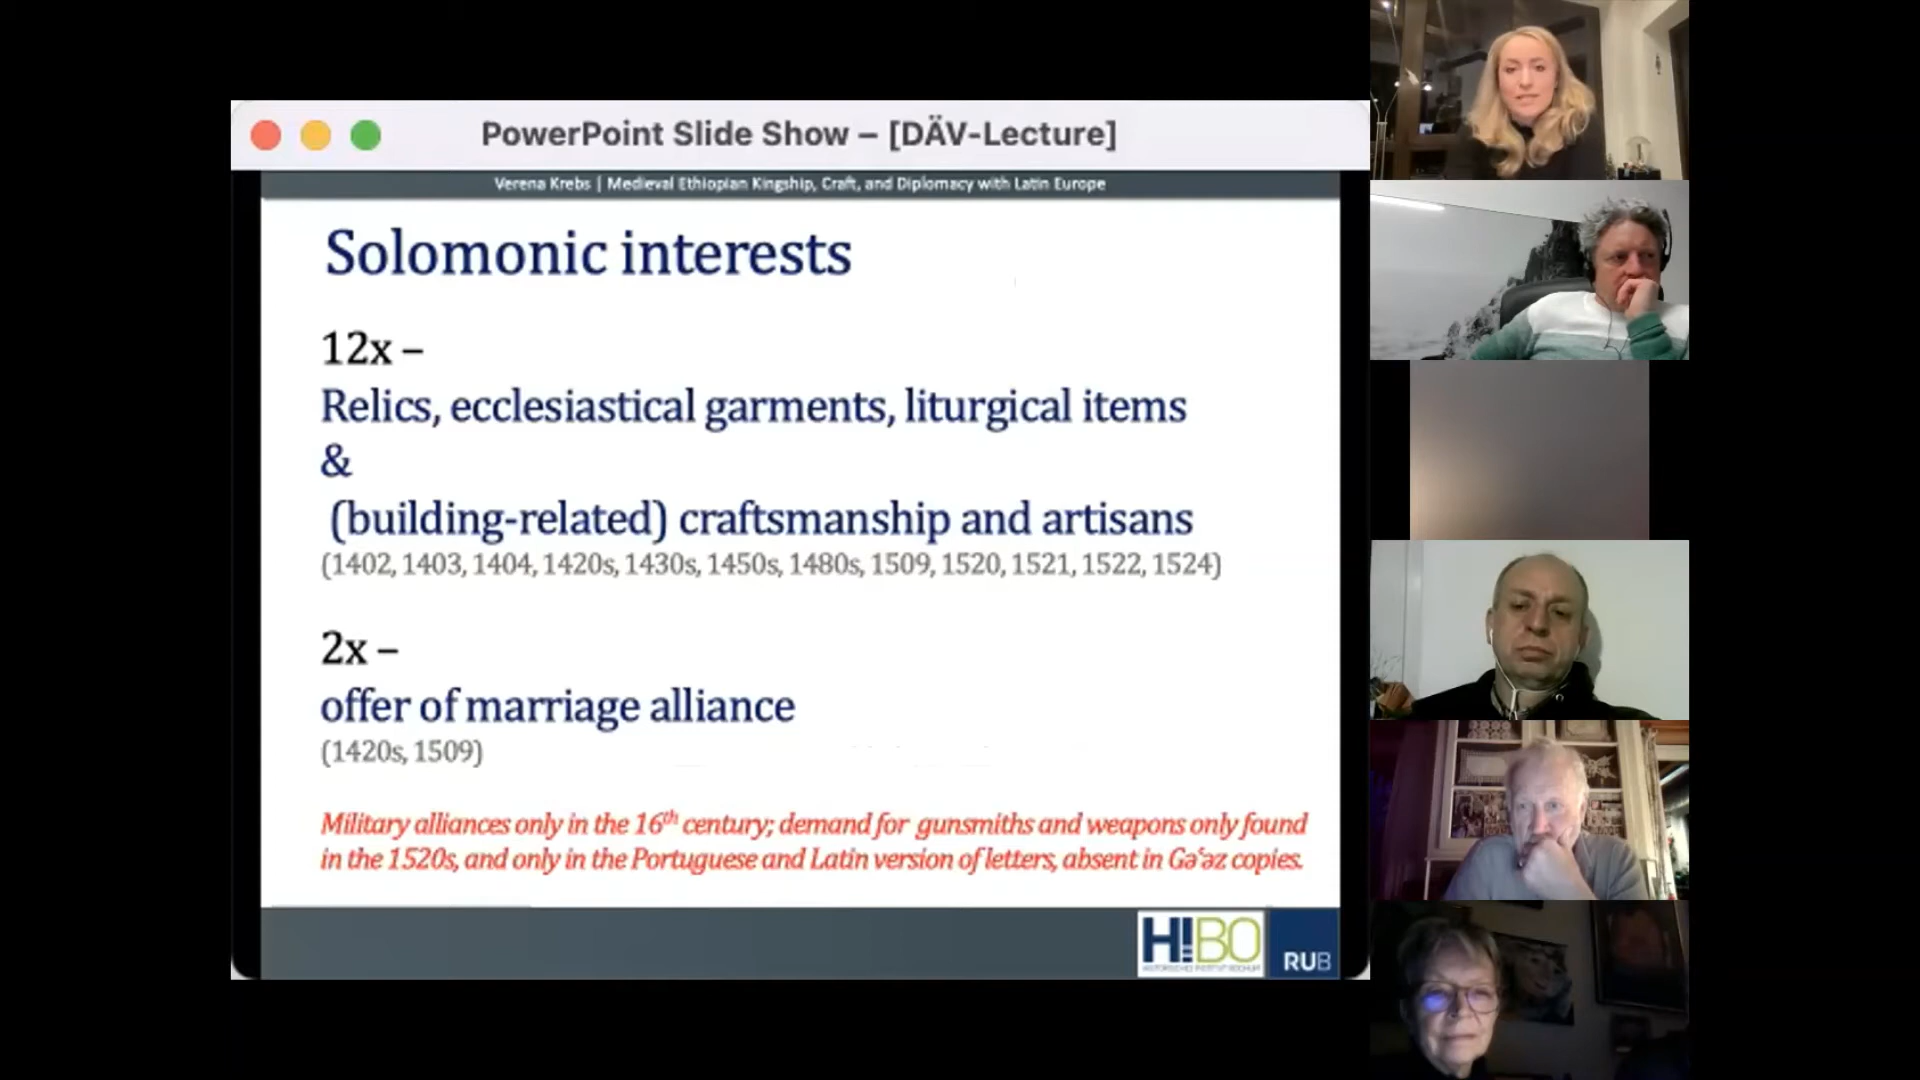 PowerPoint Slide Show – [DÄV-Lecture]
Verena Krebs | Medieval Ethiopian Kingship, Craft, and Diplomacy with Latin Europe
Solomonic interests
12x –
Relics, ecclesiastical garments, liturgical items
&
(building-related) craftsmanship and artisans
(1402, 1403, 1404, 1420s, 1430s, 1450s, 1480s, 1509, 1520, 1521, 1522, 1524)
2x –
offer of marriage alliance
(1420s, 1509)
Military alliances only in the 16th century; demand for gunsmiths and weapons only found
in the 1520s, and only in the Portuguese and Latin version of letters, absent in Gəʿəz copies.
H!BO
HISTORISCHES INSTITUT BOCHUM
RUB